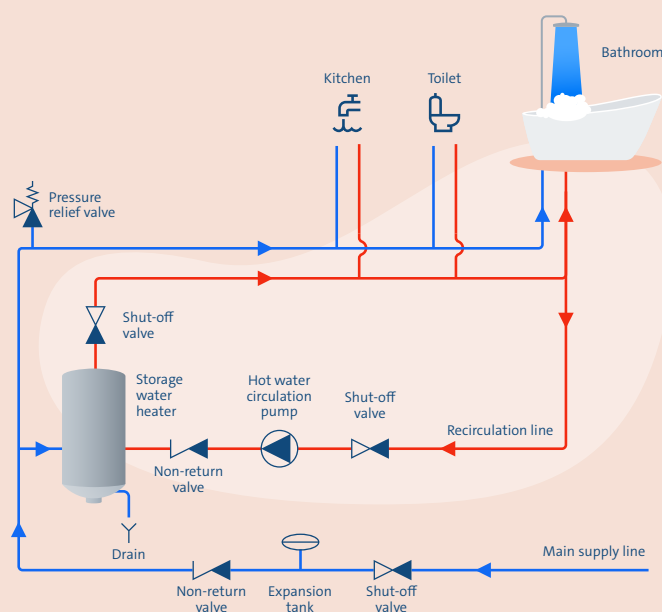 Bathroom
Kitchen
Toilet
Pressure
relief valve
Shut-off
valve
Storage
water
heater
Hot water
circulation
pump
Shut-off
valve
Recirculation line
Non-return
valve
Drain
Main supply line
Non-return
valve
Expansion
tank
Shut-off
valve